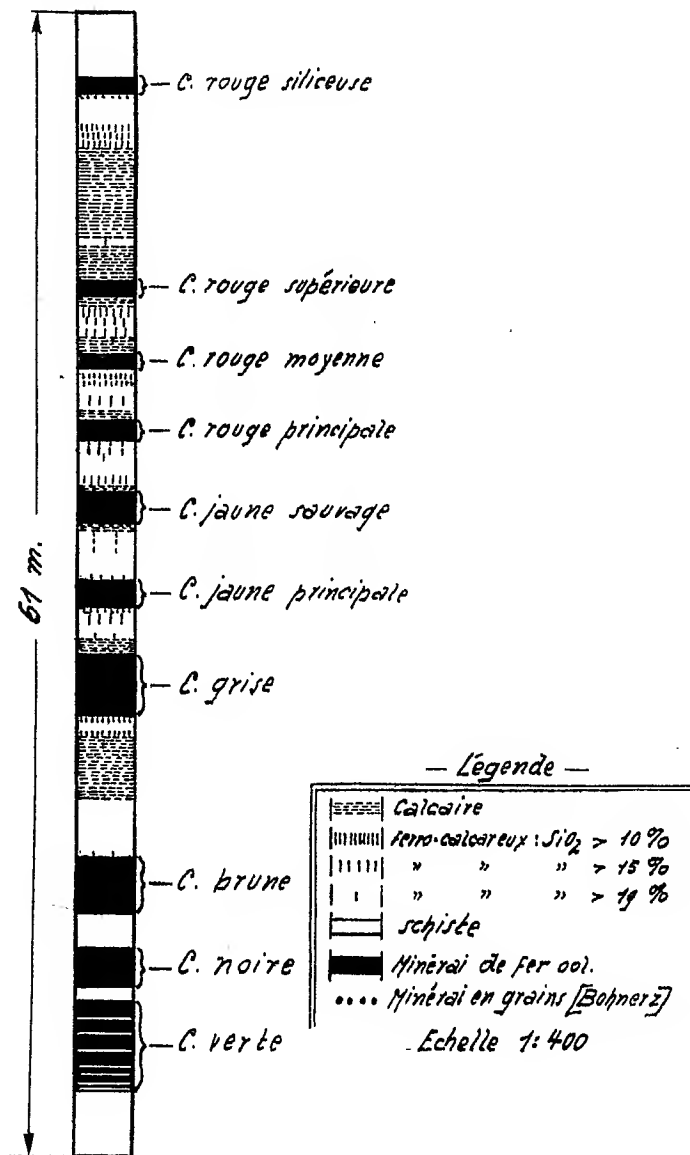 C. rouge siliceuse
C. rouge supérieure
C. rouge moyenne
C. rouge principale
C. jaune sauvage
C. jaune principale
61 m.
C. grise
C. brune
C. noire
C. verte
— Légende —
Calcaire
Ferro-calcareux : SiO₂ > 10 %
" " " > 15 %
" " " > 19 %
schiste
Minérai de fer ool.
Minérai en grains [Bohnerz]
Echelle 1:400